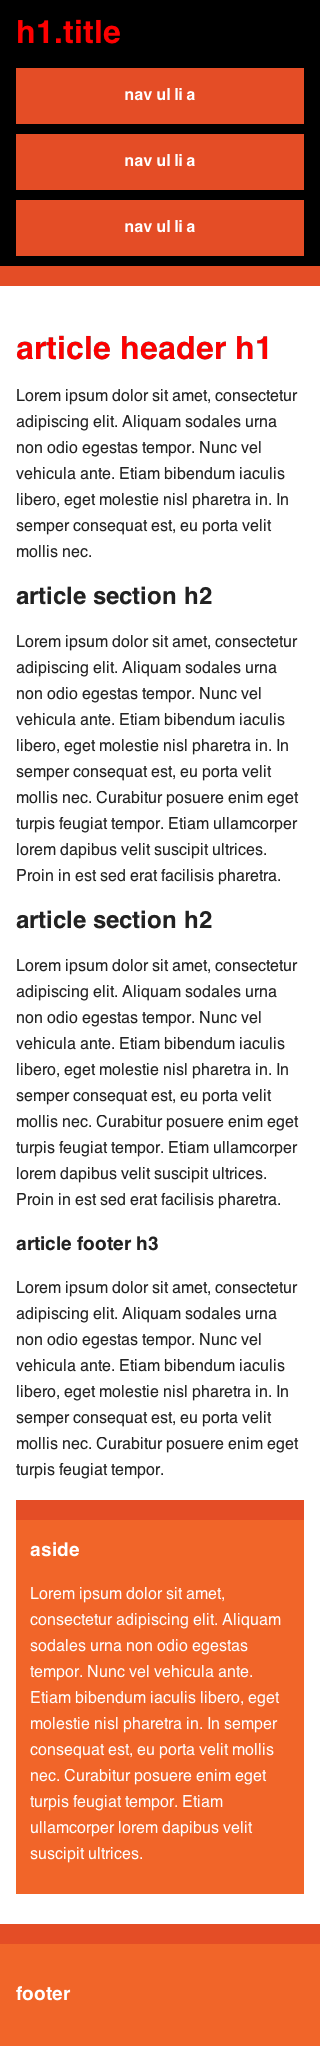 h1.title
nav ul li a
nav ul li a
nav ul li a
article header h1
Lorem ipsum dolor sit amet, consectetur
adipiscing elit. Aliquam sodales urna
non odio egestas tempor. Nunc vel
vehicula ante. Etiam bibendum iaculis
libero, eget molestie nisl pharetra in. In
semper consequat est, eu porta velit
mollis nec.
article section h2
Lorem ipsum dolor sit amet, consectetur
adipiscing elit. Aliquam sodales urna
non odio egestas tempor. Nunc vel
vehicula ante. Etiam bibendum iaculis
libero, eget molestie nisl pharetra in. In
semper consequat est, eu porta velit
mollis nec. Curabitur posuere enim eget
turpis feugiat tempor. Etiam ullamcorper
lorem dapibus velit suscipit ultrices.
Proin in est sed erat facilisis pharetra.
article section h2
Lorem ipsum dolor sit amet, consectetur
adipiscing elit. Aliquam sodales urna
non odio egestas tempor. Nunc vel
vehicula ante. Etiam bibendum iaculis
libero, eget molestie nisl pharetra in. In
semper consequat est, eu porta velit
mollis nec. Curabitur posuere enim eget
turpis feugiat tempor. Etiam ullamcorper
lorem dapibus velit suscipit ultrices.
Proin in est sed erat facilisis pharetra.
article footer h3
Lorem ipsum dolor sit amet, consectetur
adipiscing elit. Aliquam sodales urna
non odio egestas tempor. Nunc vel
vehicula ante. Etiam bibendum iaculis
libero, eget molestie nisl pharetra in. In
semper consequat est, eu porta velit
mollis nec. Curabitur posuere enim eget
turpis feugiat tempor.
aside
Lorem ipsum dolor sit amet,
consectetur adipiscing elit. Aliquam
sodales urna non odio egestas
tempor. Nunc vel vehicula ante.
Etiam bibendum iaculis libero, eget
molestie nisl pharetra in. In semper
consequat est, eu porta velit mollis
nec. Curabitur posuere enim eget
turpis feugiat tempor. Etiam
ullamcorper lorem dapibus velit
suscipit ultrices.
footer